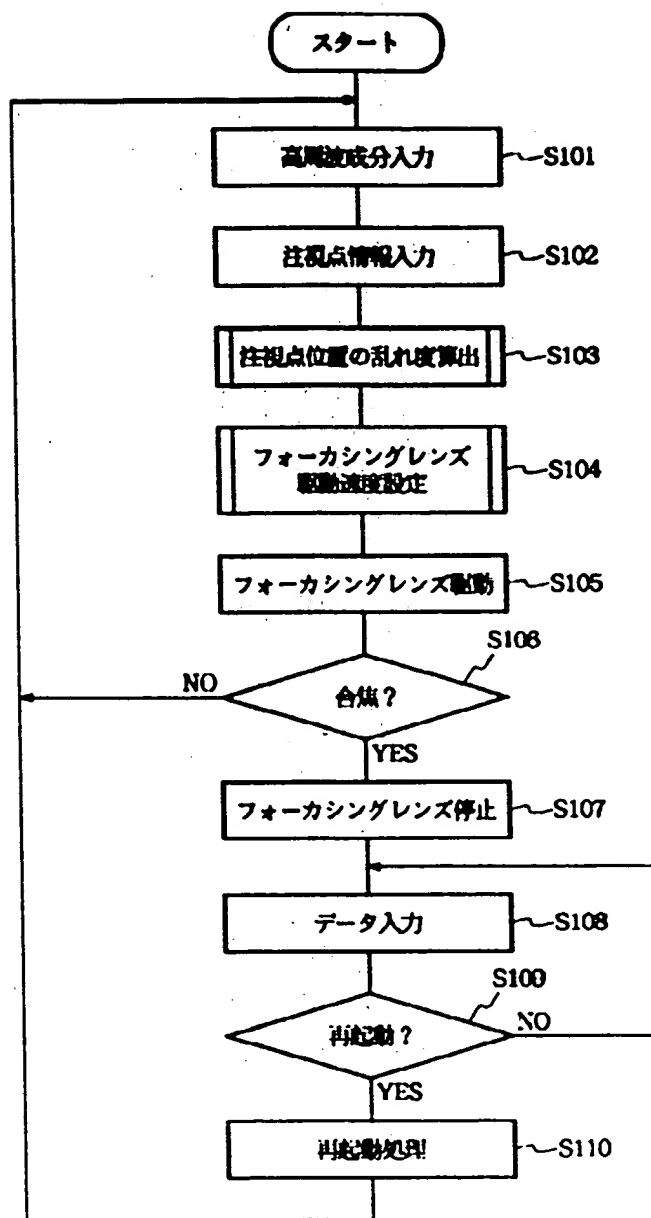 スタート
高周波成分入力
S101
注視点情報入力
S102
注視点位置の乱れ度算出
S103
フォーカシングレンズ
駆動速度設定
S104
フォーカシングレンズ駆動
S105
S106
合焦?
NO
YES
フォーカシングレンズ停止
S107
データ入力
S108
S109
再起動?
NO
YES
再起動処理
S110